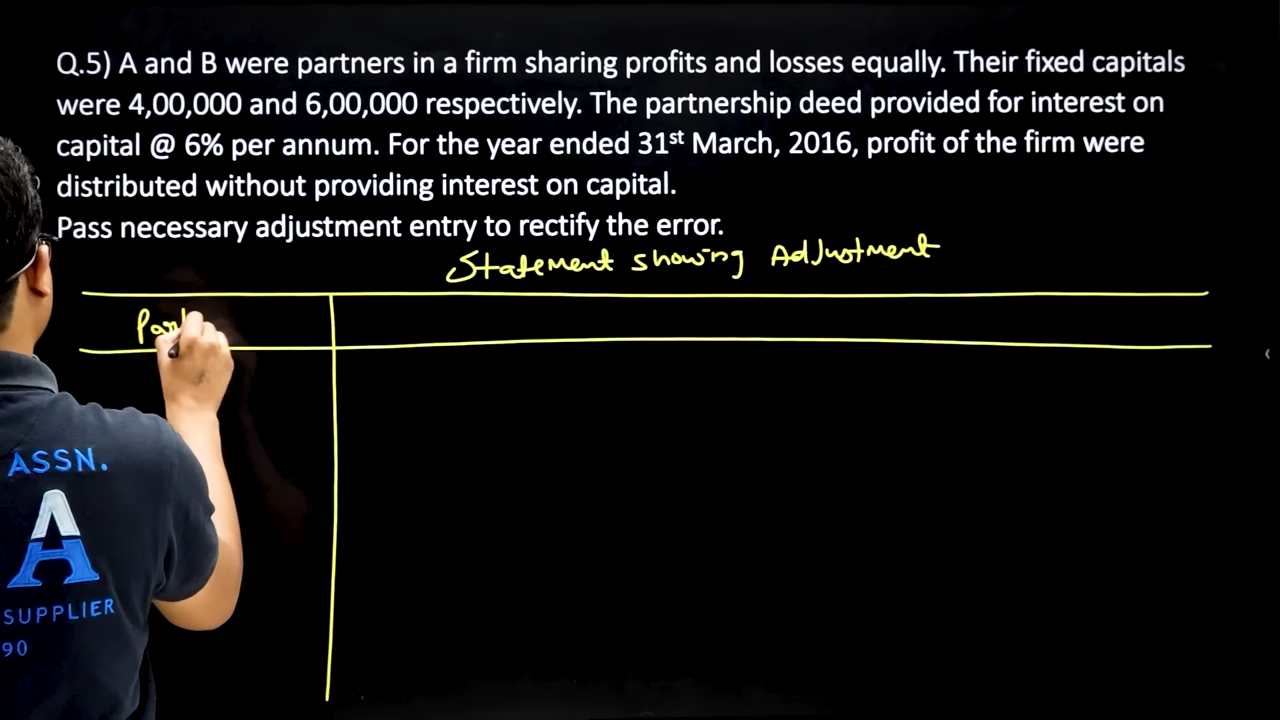 Q.5) A and B were partners in a firm sharing profits and losses equally. Their fixed capitals
were 4,00,000 and 6,00,000 respectively. The partnership deed provided for interest on
capital @ 6% per annum. For the year ended 31st March, 2016, profit of the firm were
distributed without providing interest on capital.
Pass necessary adjustment entry to rectify the error.
Statement showing Adjustment
Part
ASSN.
A
SUPPLIER
90